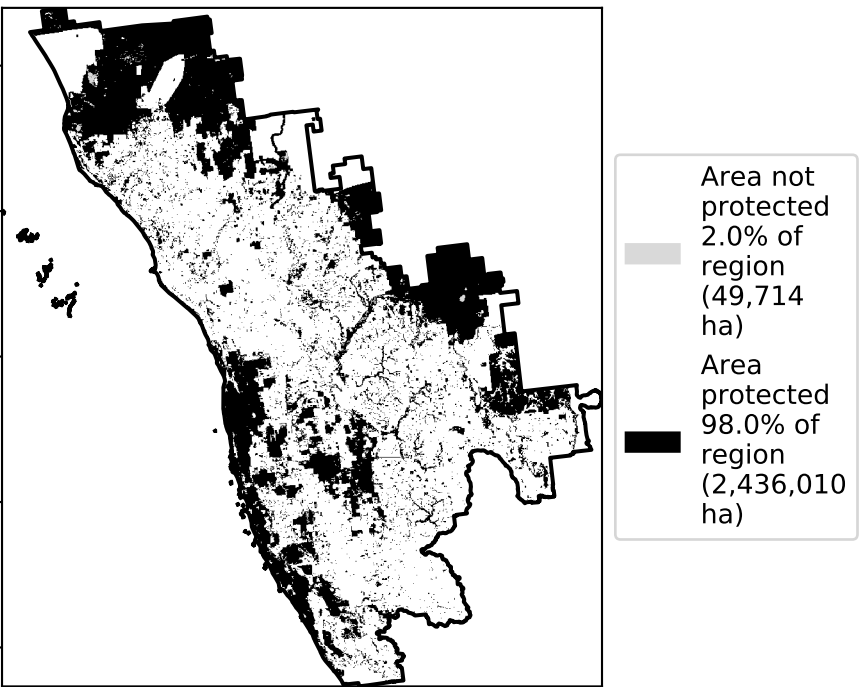 Area not
protected
2.0% of
region
(49,714
ha)
Area
protected
98.0% of
region
(2,436,010
ha)